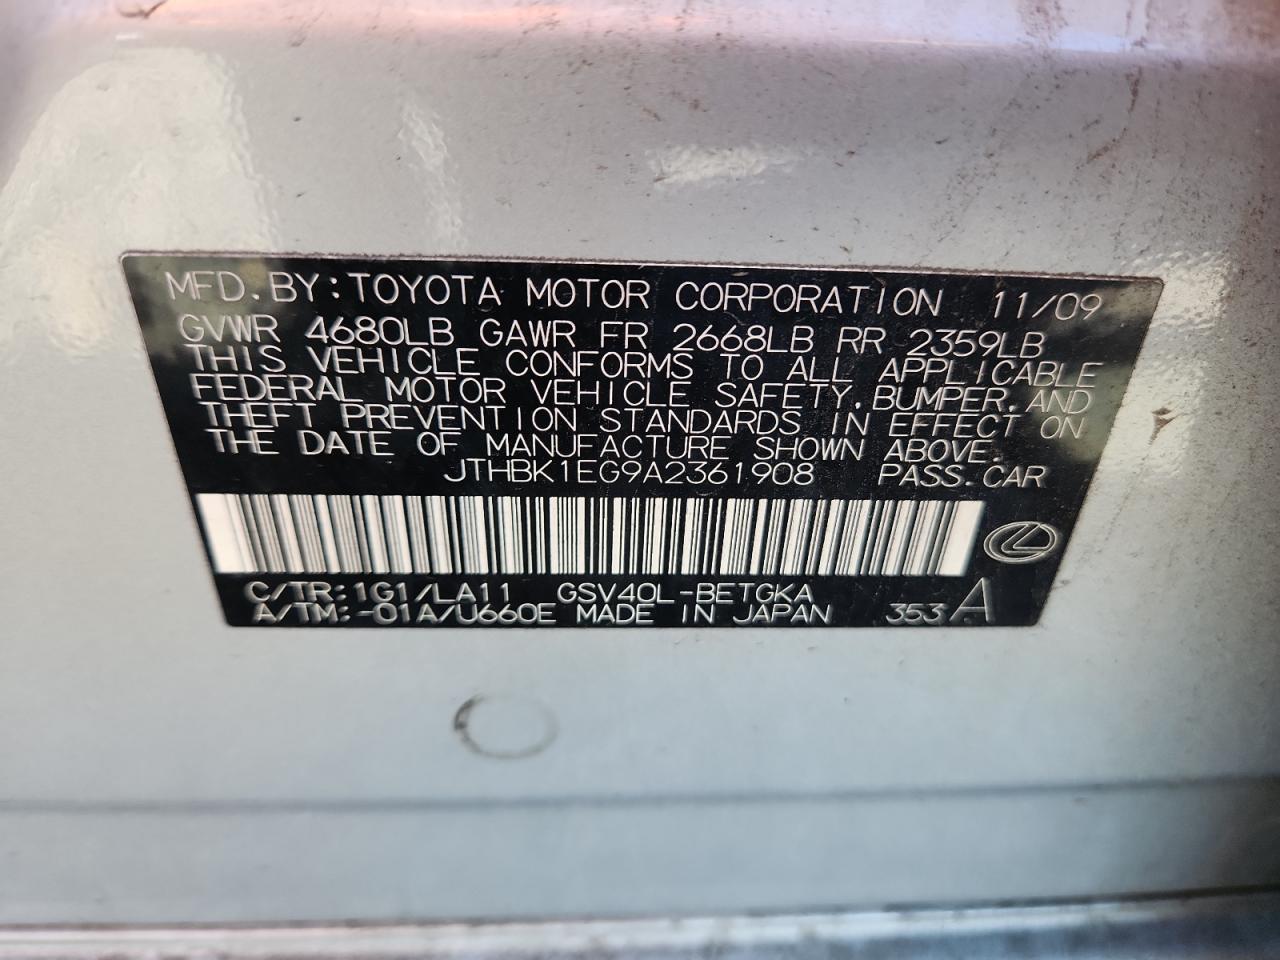 MFD. BY: TOYOTA MOTOR CORPORATION 11/09
GVWR 4680LB GAWR FR 2668LB RR 2359LB
THIS VEHICLE CONFORMS TO ALL APPLICABLE
FEDERAL MOTOR VEHICLE SAFETY, BUMPER, AND
THEFT PREVENTION STANDARDS IN EFFECT ON
THE DATE OF MANUFACTURE SHOWN ABOVE.
JTHBK1EG9A2361908 PASS. CAR
C/TR: 1G1/LA11 GSV40L-BETGKA
A/TM: -01A/U660E MADE IN JAPAN 353 A